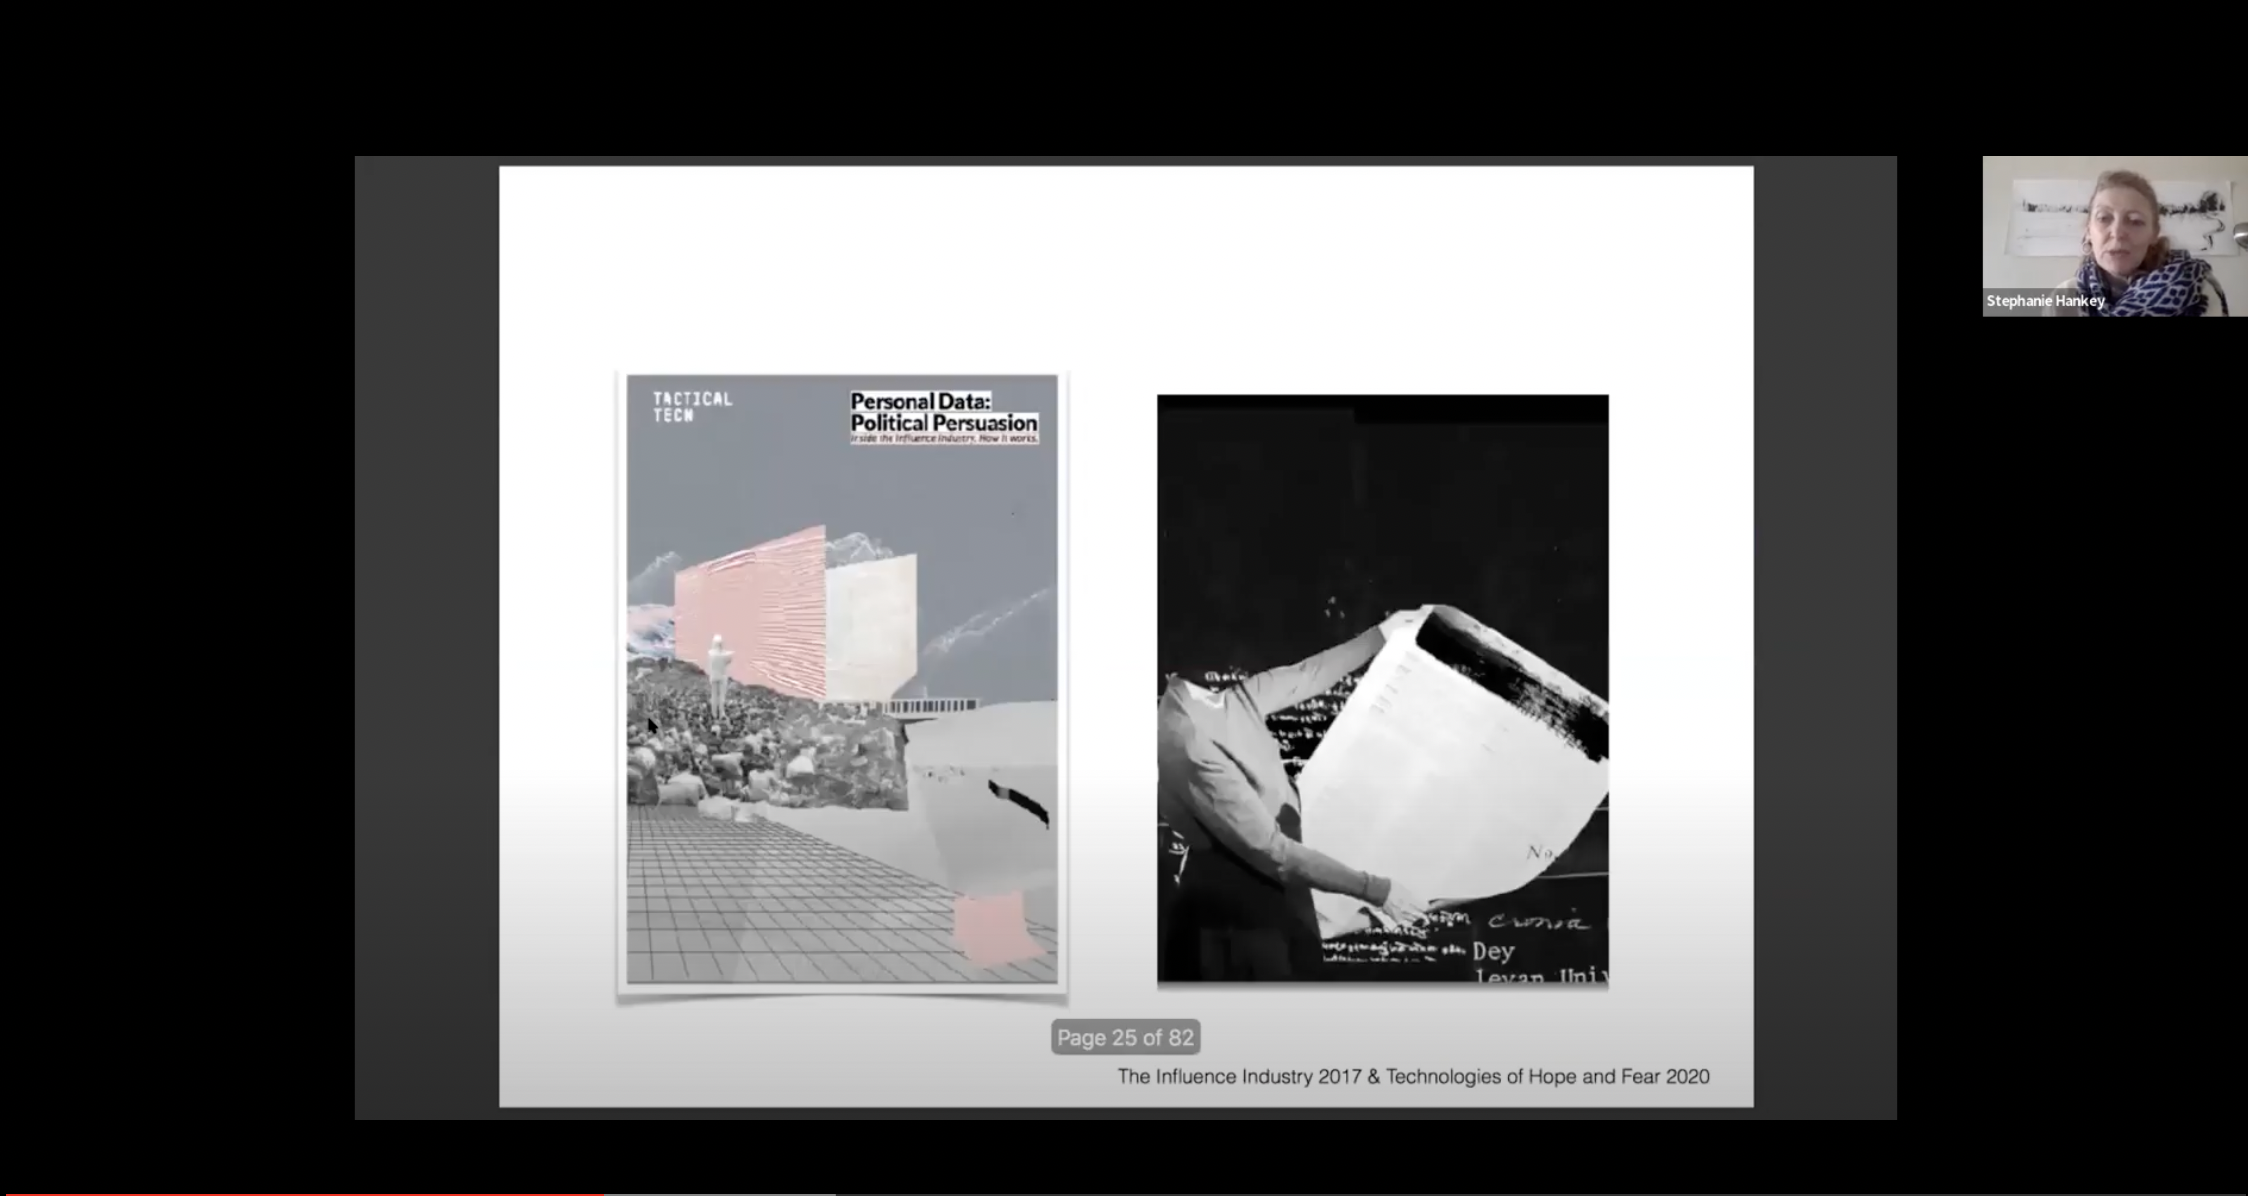 TACTICAL
TECH
Personal Data:
Political Persuasion
Inside the Influence Industry. How it works.
No.
Dey
Page 25 of 82
The Influence Industry 2017 & Technologies of Hope and Fear 2020
Stephanie Hankey